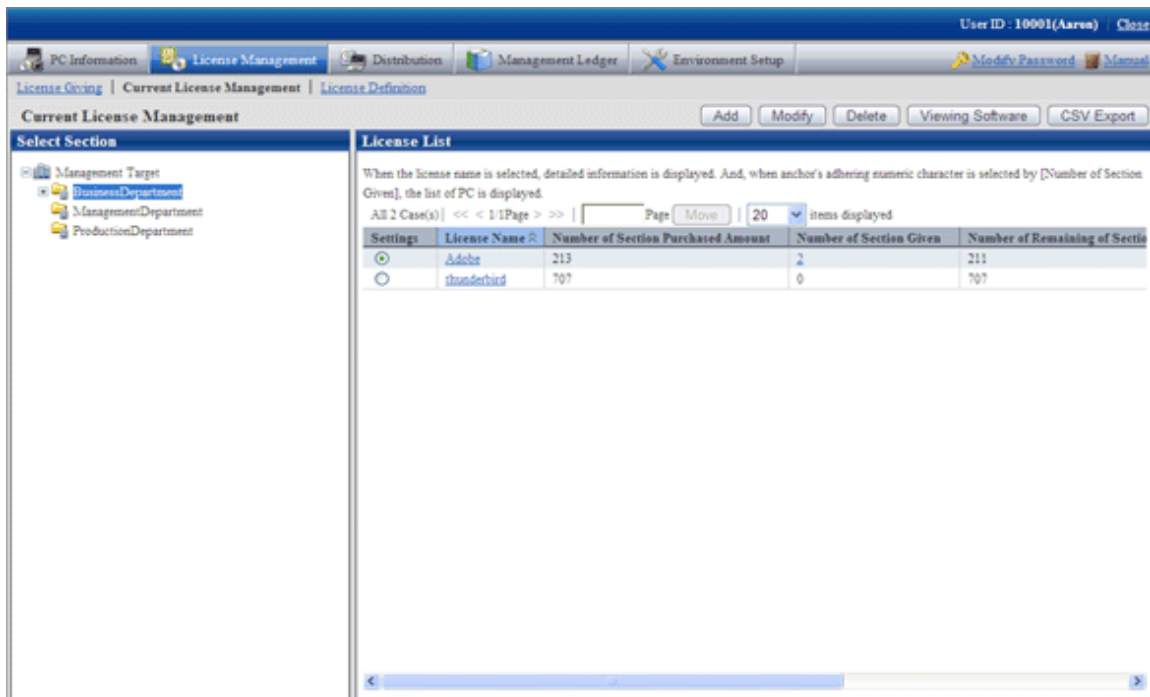 User ID : 10001(Aaron) Close
PC Information License Management Distribution Management Ledger Environment Setup Modify Password Manual
License Giving | Current License Management | License Definition
Current License Management Add Modify Delete Viewing Software CSV Export
Select Section License List
Management Target
BusinessDepartment
ManagementDepartment
ProductionDepartment
When the license name is selected, detailed information is displayed. And, when anchor's adhering numeric character is selected by [Number of Section
Given], the list of PC is displayed.
All 2 Case(s) | << < 1/1Page > >> | Page Move | 20 items displayed
Settings License Name Number of Section Purchased Amount Number of Section Given Number of Remaining of Sectio
Adobe 213 2 211
thunderbird 707 0 707